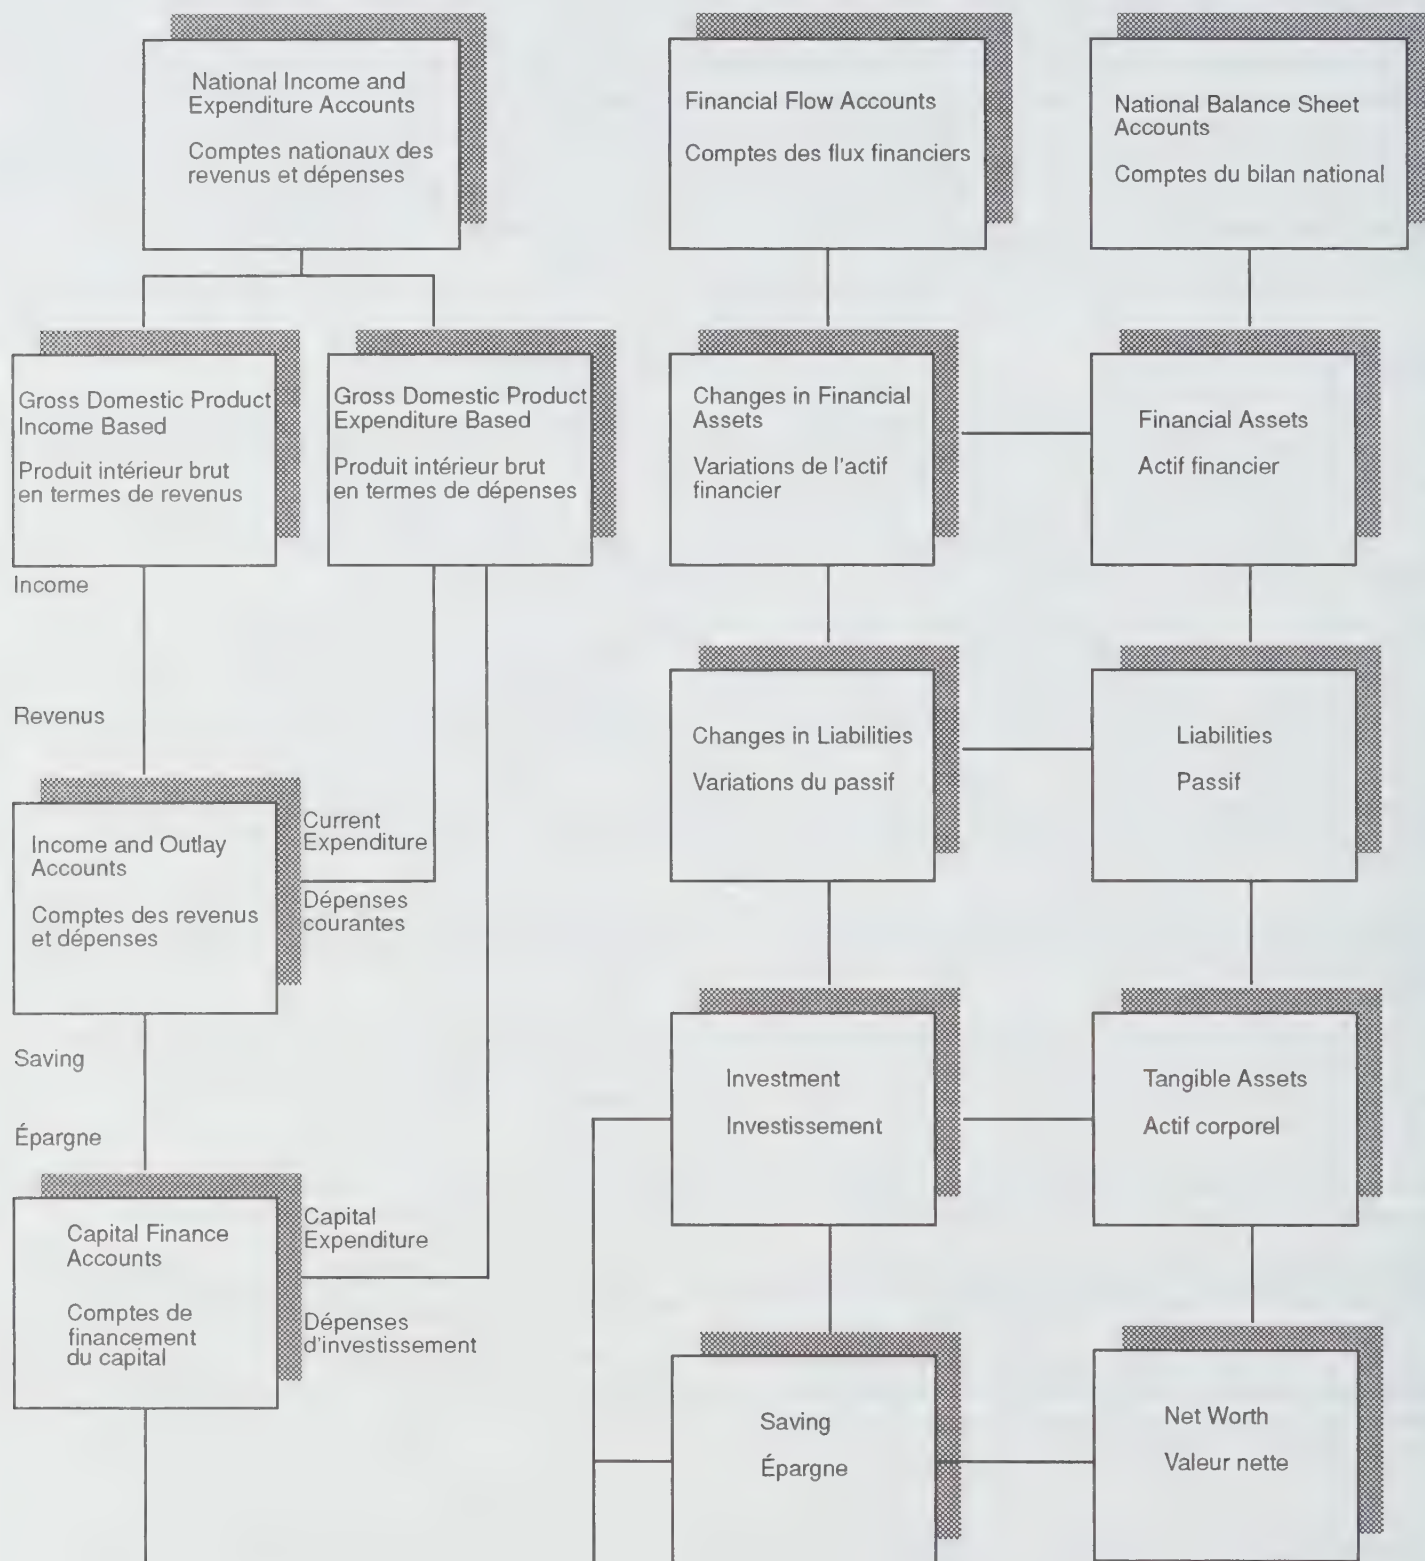 National Income and
Expenditure Accounts
Comptes nationaux des
revenus et dépenses
Financial Flow Accounts
Comptes des flux financiers
National Balance Sheet
Accounts
Comptes du bilan national
Gross Domestic Product
Income Based
Produit intérieur brut
en termes de revenus
Gross Domestic Product
Expenditure Based
Produit intérieur brut
en termes de dépenses
Changes in Financial
Assets
Variations de l'actif
financier
Financial Assets
Actif financier
Income
Revenus
Changes in Liabilities
Variations du passif
Liabilities
Passif
Income and Outlay
Accounts
Comptes des revenus
et dépenses
Current
Expenditure
Dépenses
courantes
Saving
Épargne
Investment
Investissement
Tangible Assets
Actif corporel
Capital Finance
Accounts
Comptes de
financement
du capital
Capital
Expenditure
Dépenses
d'investissement
Saving
Épargne
Net Worth
Valeur nette